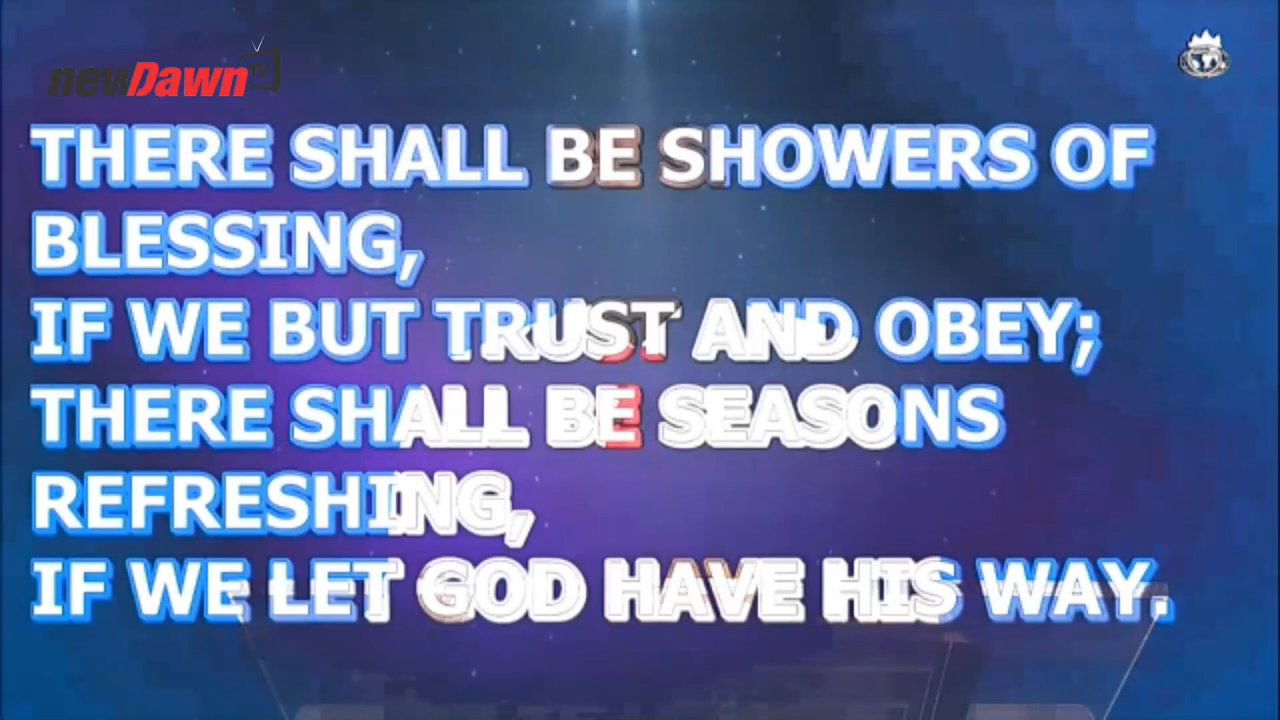 newDawn TV
THERE SHALL BE SHOWERS OF
BLESSING,
IF WE BUT TRUST AND OBEY;
THERE SHALL BE SEASONS
REFRESHING,
IF WE LET GOD HAVE HIS WAY.